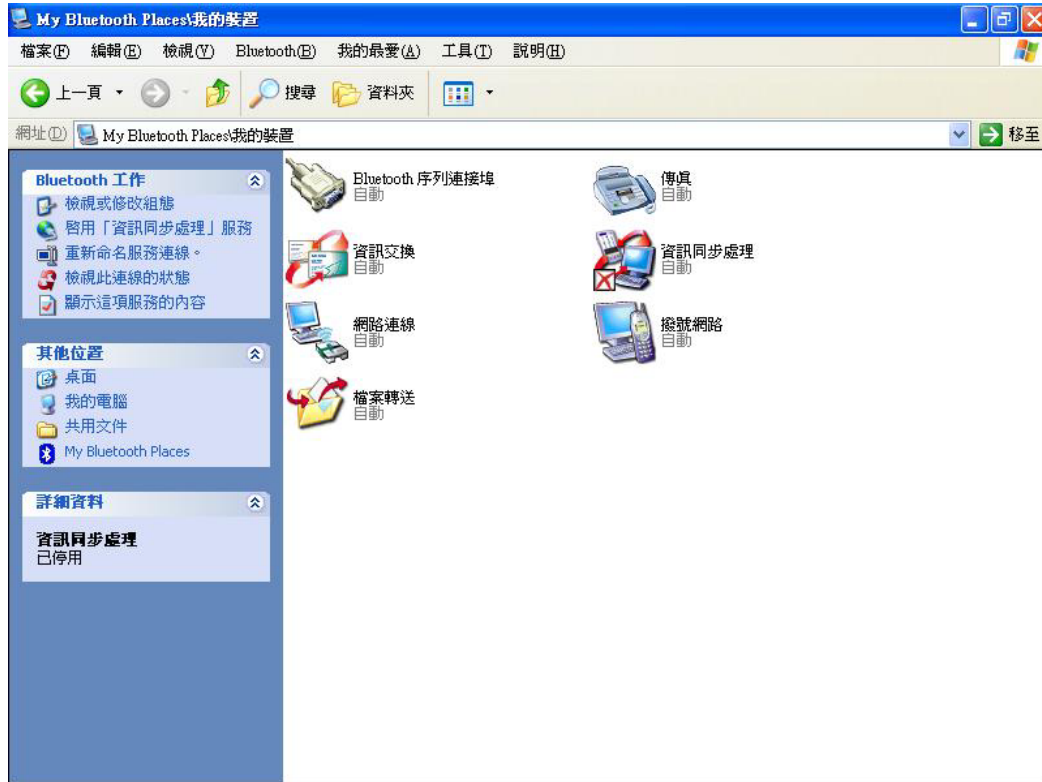 My Bluetooth Places\我的裝置
檔案(F) 編輯(E) 檢視(V) Bluetooth(B) 我的最愛(A) 工具(T) 說明(H)
上一頁 搜尋 資料夾
網址(D) My Bluetooth Places\我的裝置 移至
Bluetooth 工作
檢視或修改組態
啓用「資訊同步處理」服務
重新命名服務連線。
檢視此連線的狀態
顯示這項服務的內容
其他位置
桌面
我的電腦
共用文件
My Bluetooth Places
詳細資料
資訊同步處理
已停用
Bluetooth 序列連接埠
自動
傳真
自動
資訊交換
自動
資訊同步處理
自動
網路連線
自動
撥號網路
自動
檔案轉送
自動